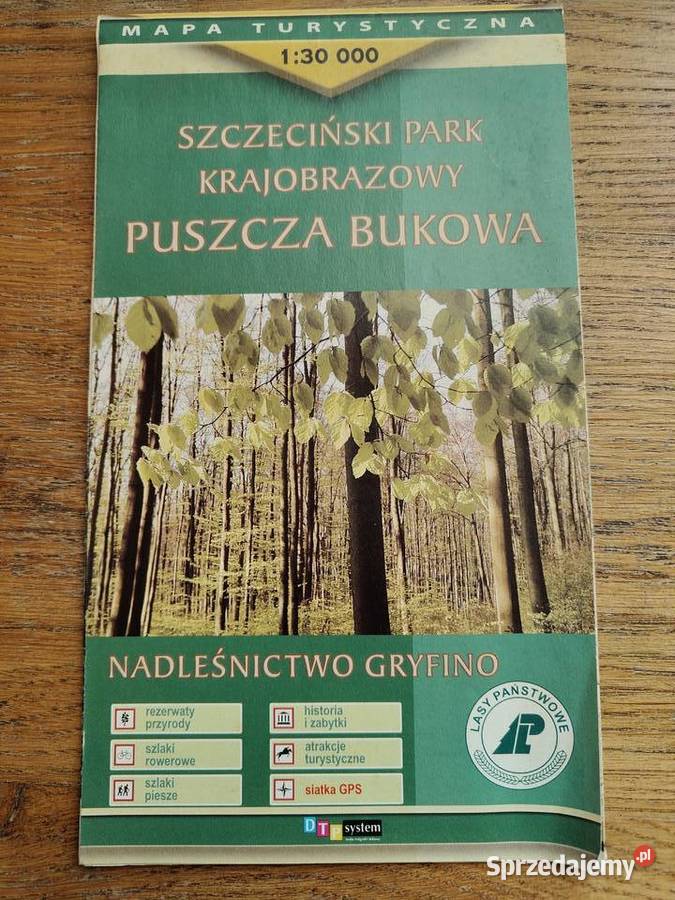 MAPA TURYSTYCZNA
1:30 000
SZCZECIŃSKI PARK
KRAJOBRAZOWY
PUSZCZA BUKOWA
NADLEŚNICTWO GRYFINO
rezerwaty
przyrody
szlaki
rowerowe
szlaki
piesze
historia
i zabytki
atrakcje
turystyczne
siatka GPS
LASY PAŃSTWOWE
DTP system
Sprzedajemy.pl